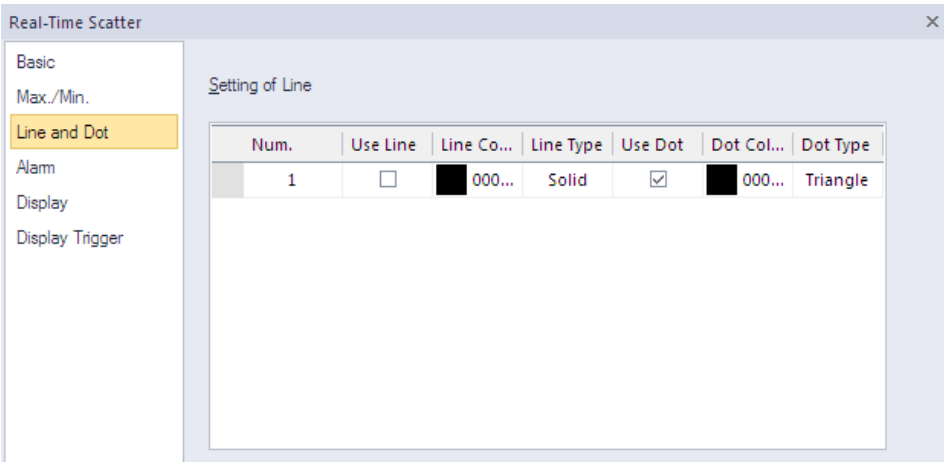 Real-Time Scatter
Basic
Max./Min.
Line and Dot
Alarm
Display
Display Trigger
Setting of Line
Num. Use Line Line Co... Line Type Use Dot Dot Col... Dot Type
1 000... Solid 000... Triangle